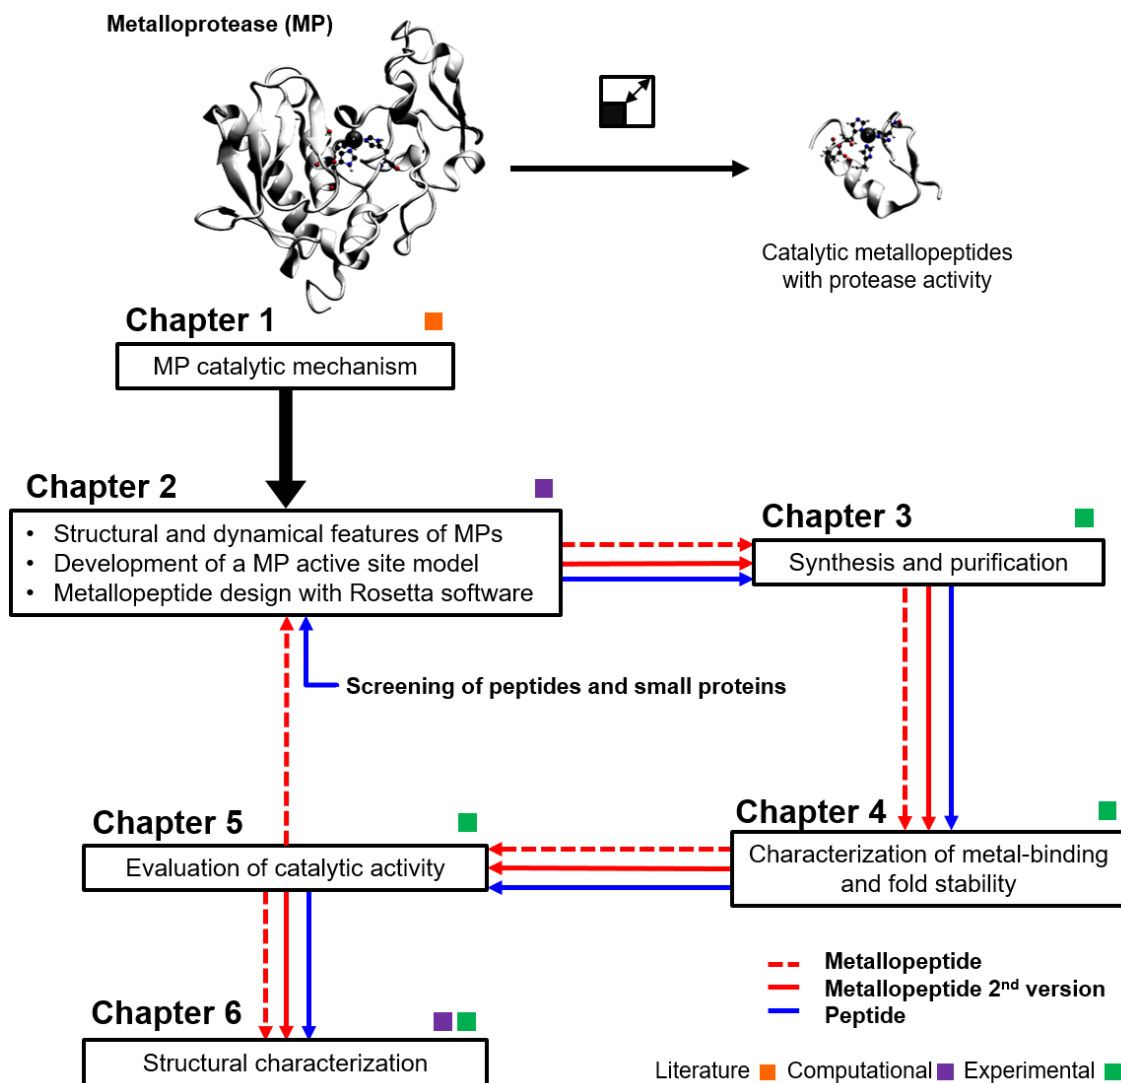 Metalloprotease (MP)
Catalytic metallopeptides
with protease activity
Chapter 1
MP catalytic mechanism
Chapter 2
• Structural and dynamical features of MPs
• Development of a MP active site model
• Metallopeptide design with Rosetta software
Chapter 3
Synthesis and purification
Screening of peptides and small proteins
Chapter 4
Characterization of metal-binding
and fold stability
Chapter 5
Evaluation of catalytic activity
Chapter 6
Structural characterization
Metallopeptide
Metallopeptide 2nd version
Peptide
Literature Computational Experimental